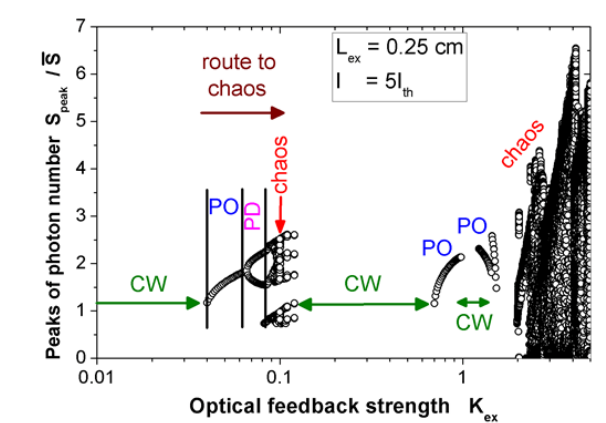 7
6
5
4
3
2
1
0
Peaks of photon number S_peak / S̅
route to
chaos
L_ex = 0.25 cm
I = 5I_th
chaos
chaos
PO
PD
PO
PO
CW
CW
CW
0.01
0.1
1
Optical feedback strength K_ex